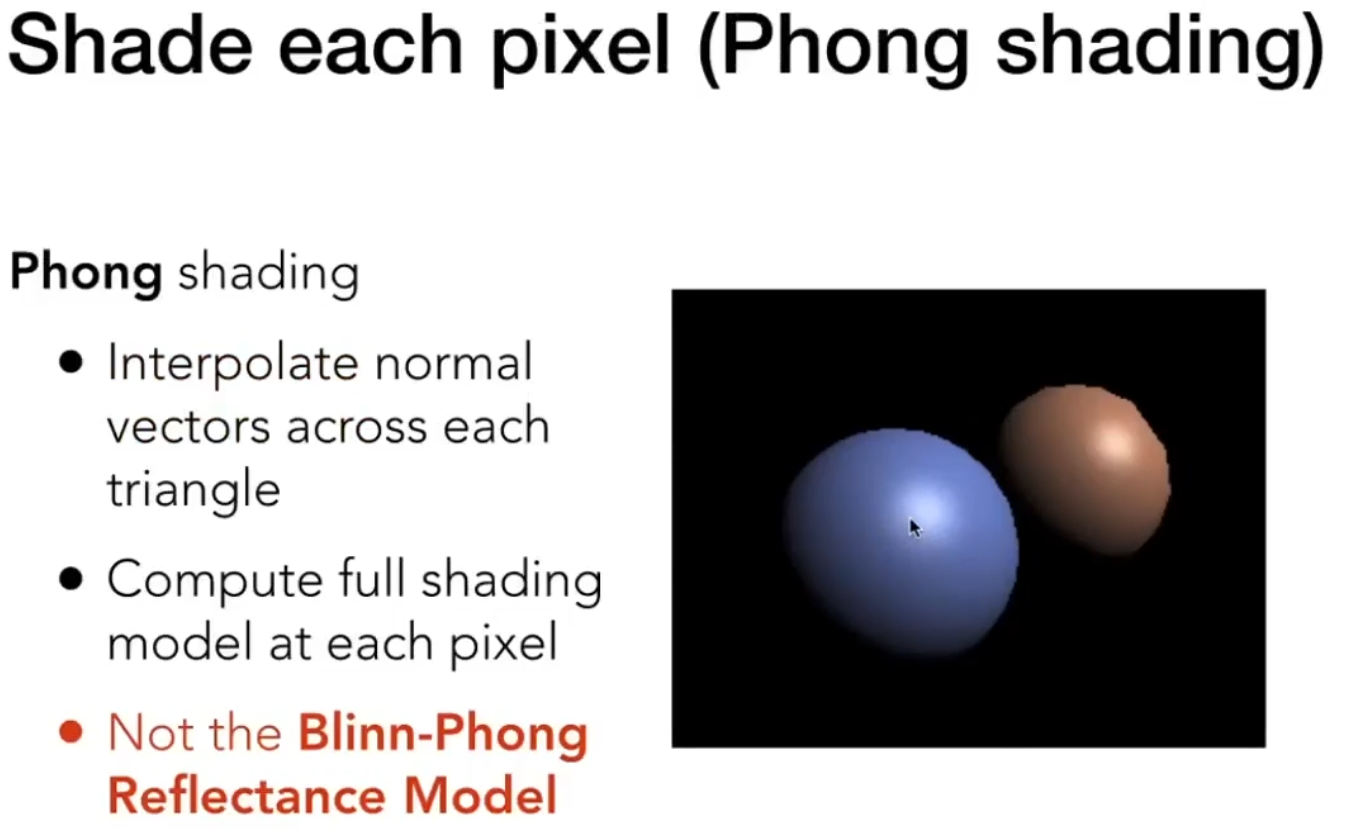 Shade each pixel (Phong shading)
Phong shading
• Interpolate normal
vectors across each
triangle
• Compute full shading
model at each pixel
• Not the Blinn-Phong
Reflectance Model